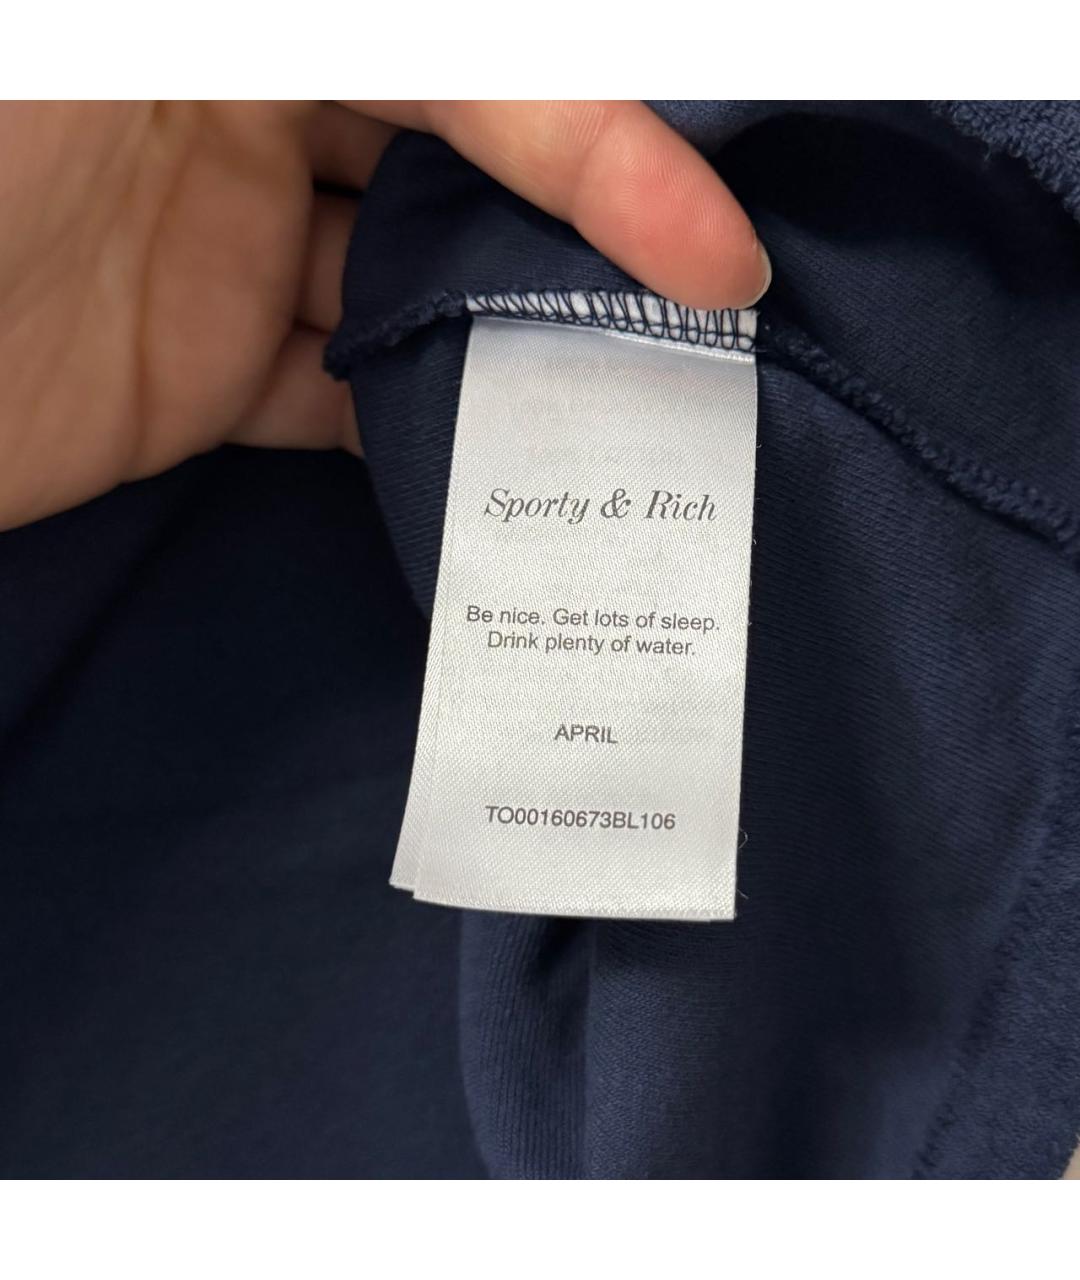 Sporty & Rich
Be nice. Get lots of sleep.
Drink plenty of water.
APRIL
TO00160673BL106